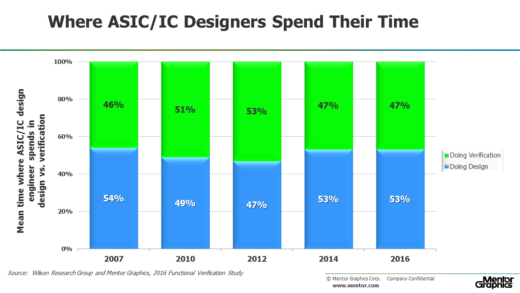 Where ASIC/IC Designers Spend Their Time
Mean time where ASIC/IC design
engineer spends in
design vs. verification
100%
80%
60%
40%
20%
0%
46%
51%
53%
47%
47%
54%
49%
47%
53%
53%
2007
2010
2012
2014
2016
Doing Verification
Doing Design
Source: Wilson Research Group and Mentor Graphics, 2016 Functional Verification Study
© Mentor Graphics Corp. Company Confidential
www.mentor.com
Mentor
Graphics